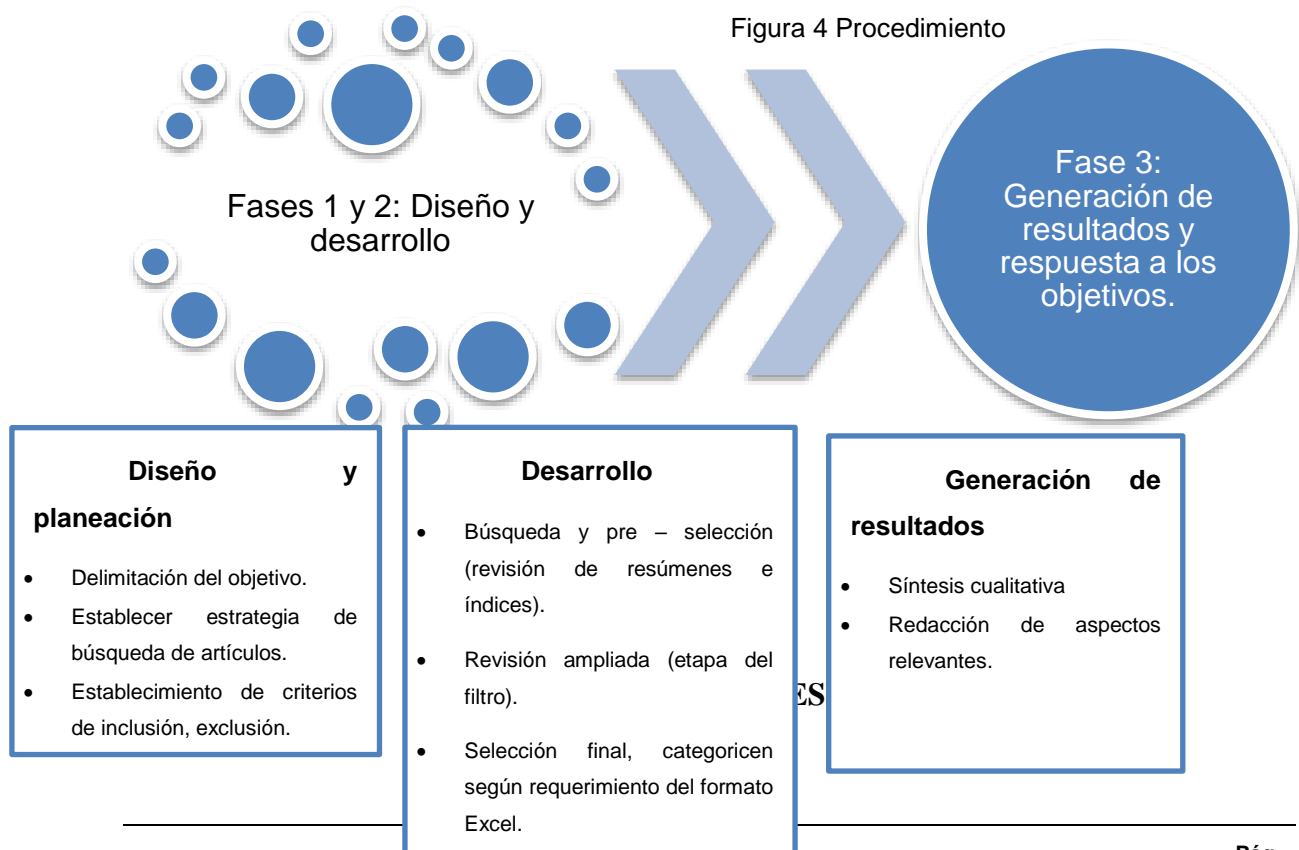 Figura 4 Procedimiento
Fases 1 y 2: Diseño y
desarrollo
Fase 3:
Generación de
resultados y
respuesta a los
objetivos.
Diseño y
planeación
• Delimitación del objetivo.
• Establecer estrategia de
búsqueda de artículos.
• Establecimiento de criterios
de inclusión, exclusión.
Desarrollo
• Búsqueda y pre – selección
(revisión de resúmenes e
índices).
• Revisión ampliada (etapa del
filtro).
• Selección final, categoricen
según requerimiento del formato
Excel.
Generación de
resultados
• Síntesis cualitativa
• Redacción de aspectos
relevantes.
ES